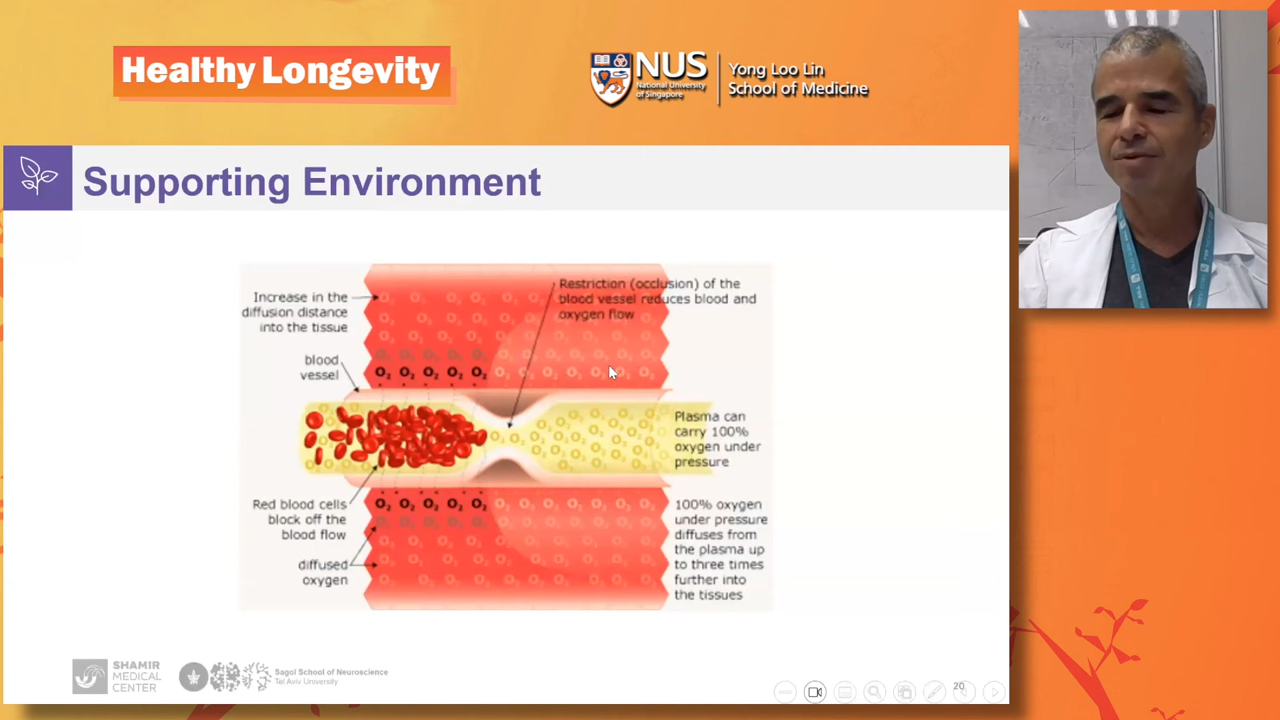 Healthy Longevity
NUS
National University
of Singapore
Yong Loo Lin
School of Medicine
Supporting Environment
Increase in the
diffusion distance
into the tissue
Restriction (occlusion) of the
blood vessel reduces blood and
oxygen flow
blood
vessel
O₂ O₂ O₂ O₂ O₂
Plasma can
carry 100%
oxygen under
pressure
Red blood cells
block off the
blood flow
O₂ O₂ O₂ O₂ O₂
diffused
oxygen
100% oxygen
under pressure
diffuses from
the plasma up
to three times
further into
the tissues
SHAMIR
MEDICAL
CENTER
Sagol School of Neuroscience
Tel Aviv University
20